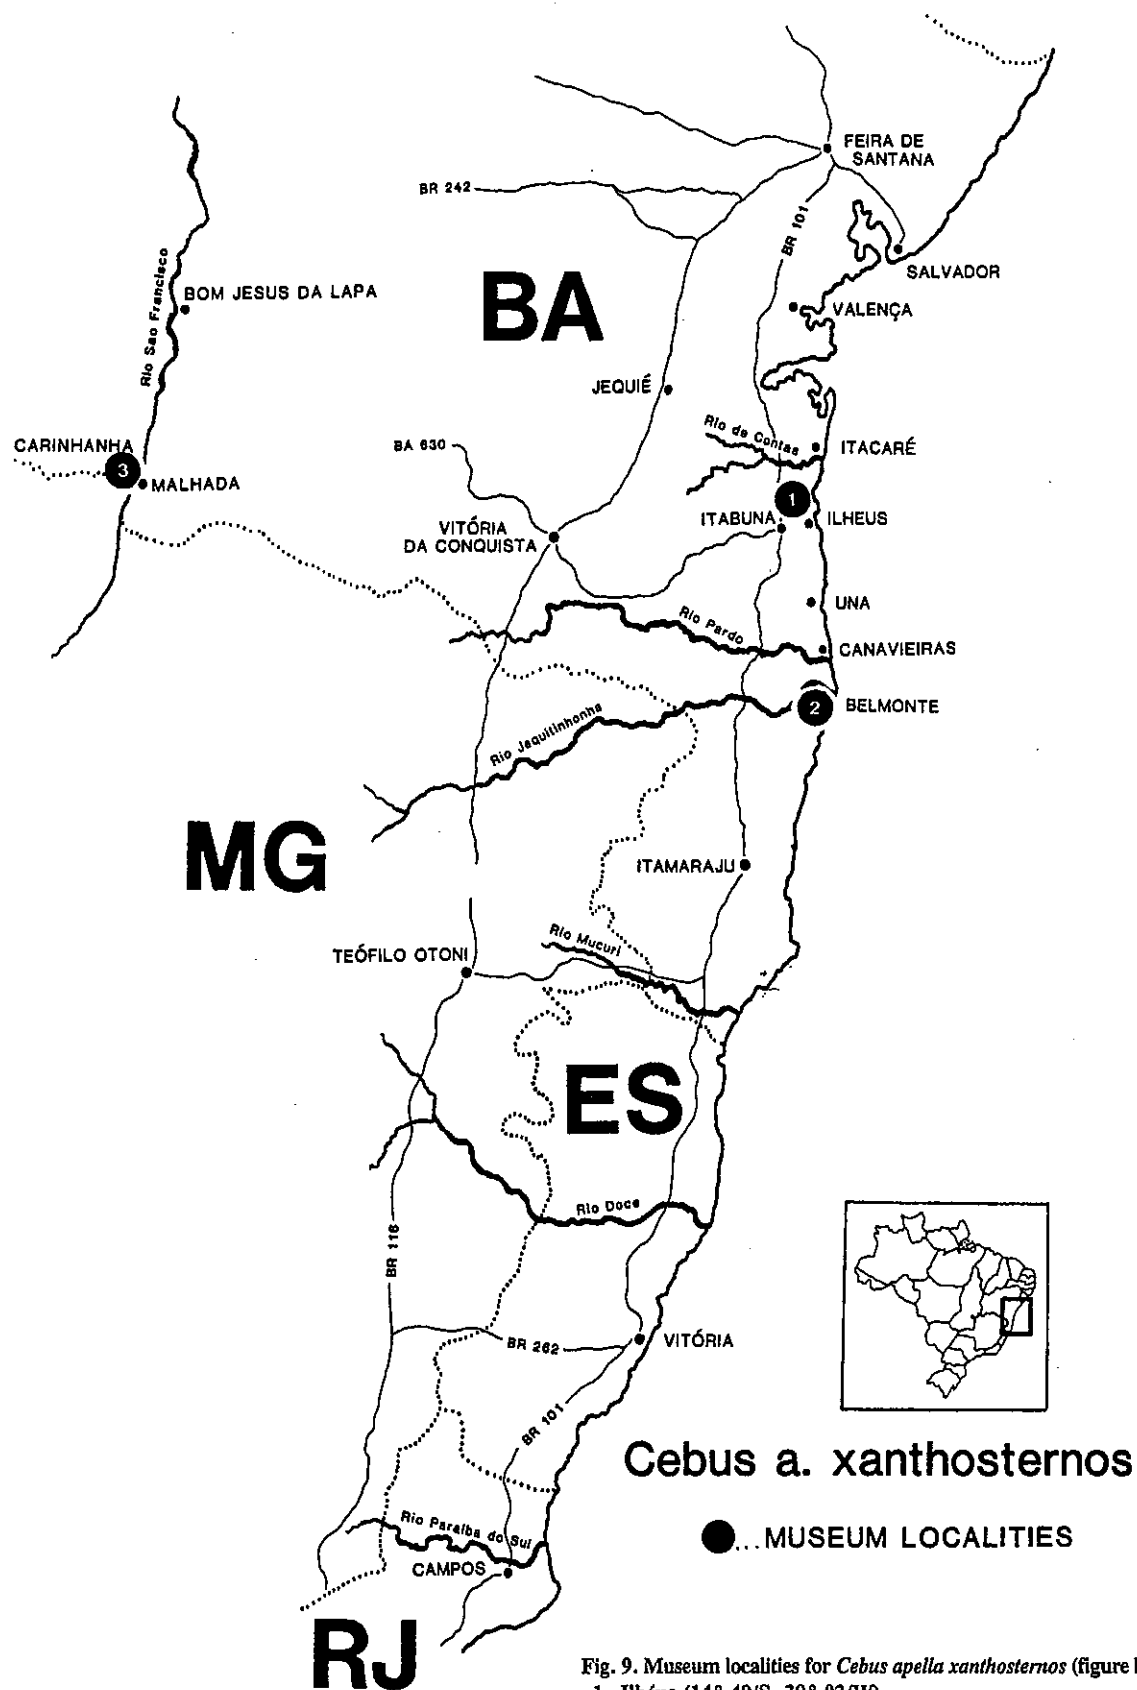 FEIRA DE
SANTANA
BR 242
BR 101
SALVADOR
Rio Sao Francisco
BOM JESUS DA LAPA
BA
VALENÇA
JEQUIÉ
Rio de Contas
ITACARÉ
BA 630
CARINHANHA
3
MALHADA
1
ITABUNA
ILHEUS
VITÓRIA
DA CONQUISTA
UNA
Rio Pardo
CANAVIEIRAS
2
BELMONTE
Rio Jequitinhonha
MG
ITAMARAJU
Rio Mucuri
TEÓFILO OTONI
ES
Rio Doce
BR 116
BR 262
VITÓRIA
BR 101
Cebus a. xanthosternos
Rio Paraíba do Sul
...MUSEUM LOCALITIES
CAMPOS
RJ
Fig. 9. Museum localities for Cebus apella xanthosternos (figure